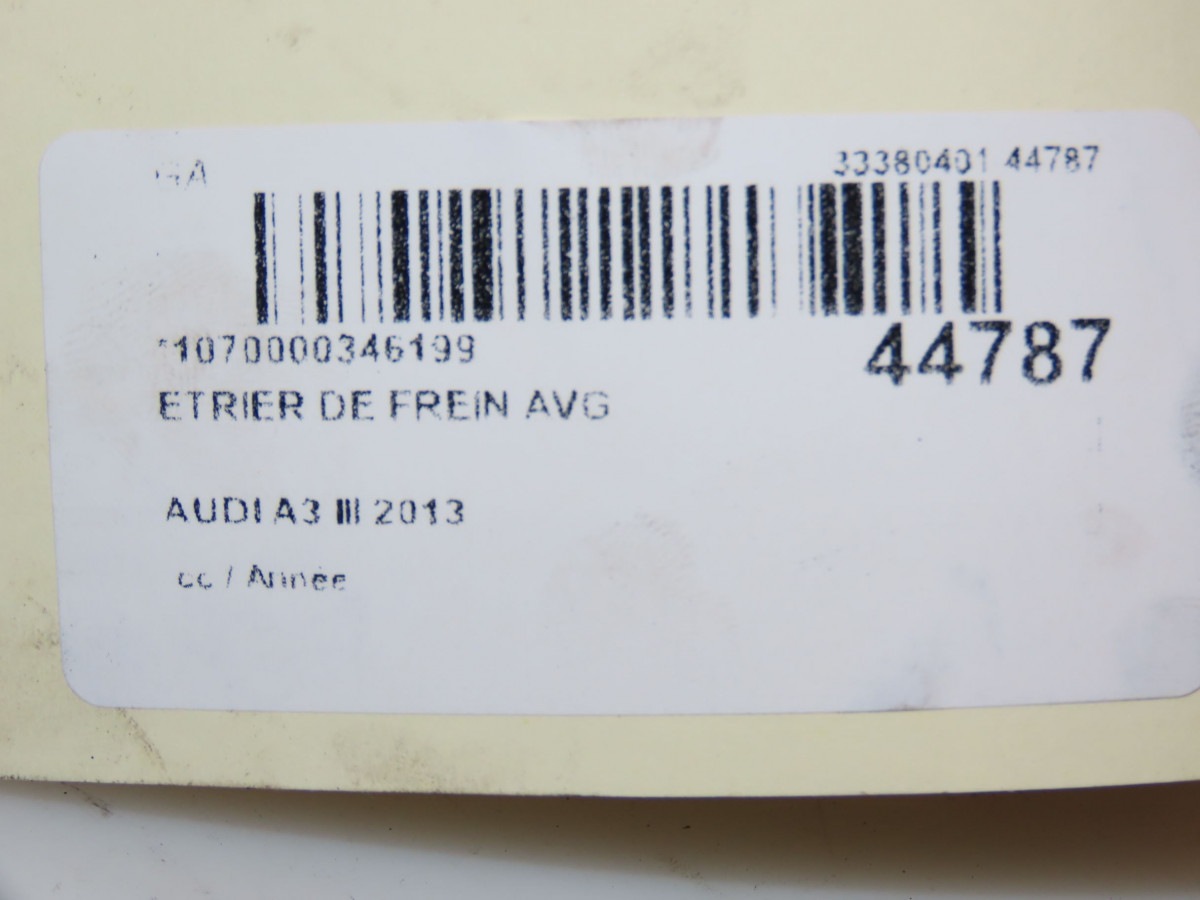 33380401 44787
44787
*1070000346199
ETRIER DE FREIN AVG
AUDI A3 III 2013
cc / Année